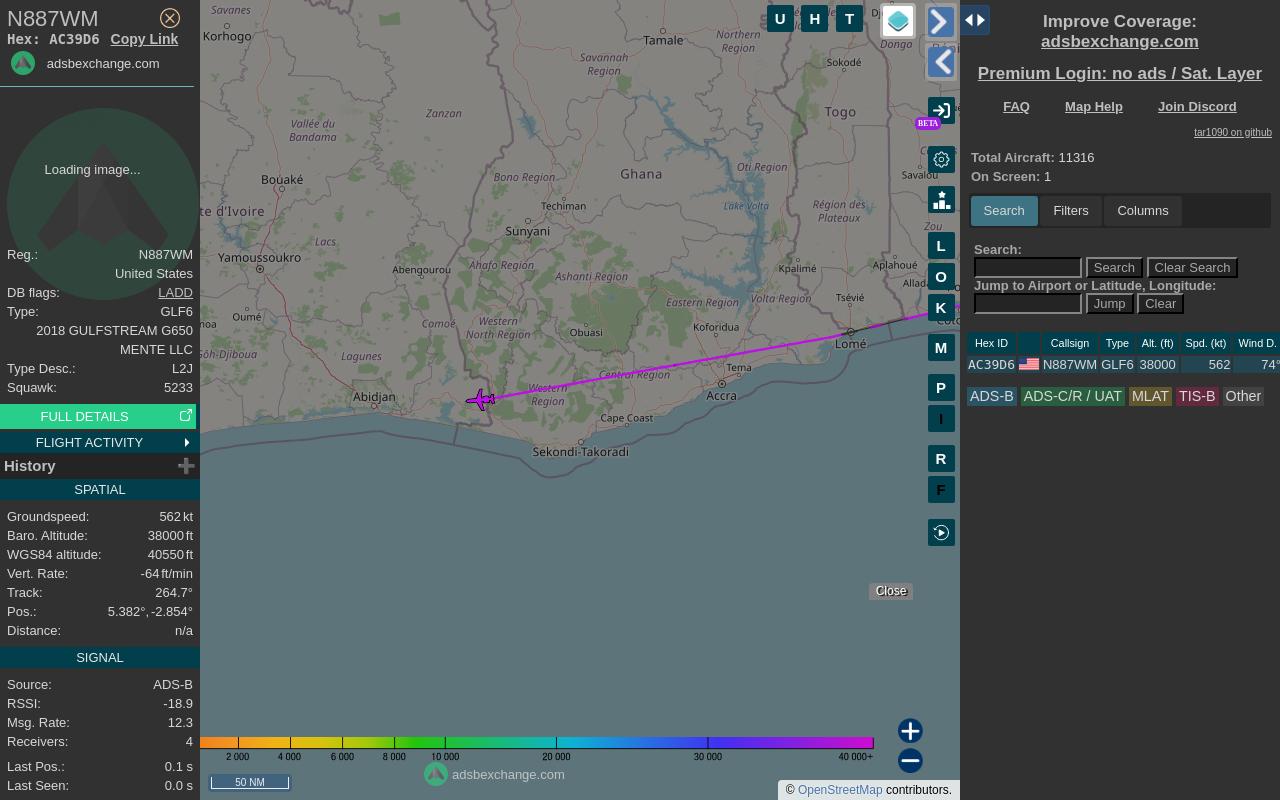 N887WM
Hex: AC39D6 Copy Link
adsbexchange.com
Loading image...
Reg.: N887WM
United States
DB flags: LADD
Type: GLF6
2018 GULFSTREAM G650
MENTE LLC
Type Desc.: L2J
Squawk: 5233
FULL DETAILS
FLIGHT ACTIVITY
History
SPATIAL
Groundspeed: 562 kt
Baro. Altitude: 38000 ft
WGS84 altitude: 40550 ft
Vert. Rate: -64 ft/min
Track: 264.7°
Pos.: 5.382°, -2.854°
Distance: n/a
SIGNAL
Source: ADS-B
RSSI: -18.9
Msg. Rate: 12.3
Receivers: 4
Last Pos.: 0.1 s
Last Seen: 0.0 s
Savanes
Korhogo
Tamale
Northern
Region
Donga
Savannah
Region
Sokodé
Zanzan
Togo
Vallée du
Bandama
Bouaké
Ghana
Oti Region
Bono Region
Savalou
te d'Ivoire
Techiman
Lake Volta
Région des
Plateaux
Zou
Sunyani
Lacs
Yamoussoukro
Abengourou
Ahafo Region
Ashanti Region
Kpalimé
Aplahoué
Eastern Region
Volta Region
Tsévié
Allada
Oumé
noa
Comoé
Western
North Region
Obuasi
Koforidua
Lomé
Gôh-Djiboua
Lagunes
Central Region
Tema
Western
Region
Accra
Abidjan
Cape Coast
Sekondi-Takoradi
U H T
BETA
L
O
K
M
P
I
R
F
Close
2 000 4 000 6 000 8 000 10 000 20 000 30 000 40 000+
adsbexchange.com
50 NM
© OpenStreetMap contributors.
Improve Coverage:
adsbexchange.com
Premium Login: no ads / Sat. Layer
FAQ Map Help Join Discord
tar1090 on github
Total Aircraft: 11316
On Screen: 1
Search Filters Columns
Search:
Search Clear Search
Jump to Airport or Latitude, Longitude:
Jump Clear
Hex ID Callsign Type Alt. (ft) Spd. (kt) Wind D.
AC39D6 N887WM GLF6 38000 562 74°
ADS-B ADS-C/R / UAT MLAT TIS-B Other